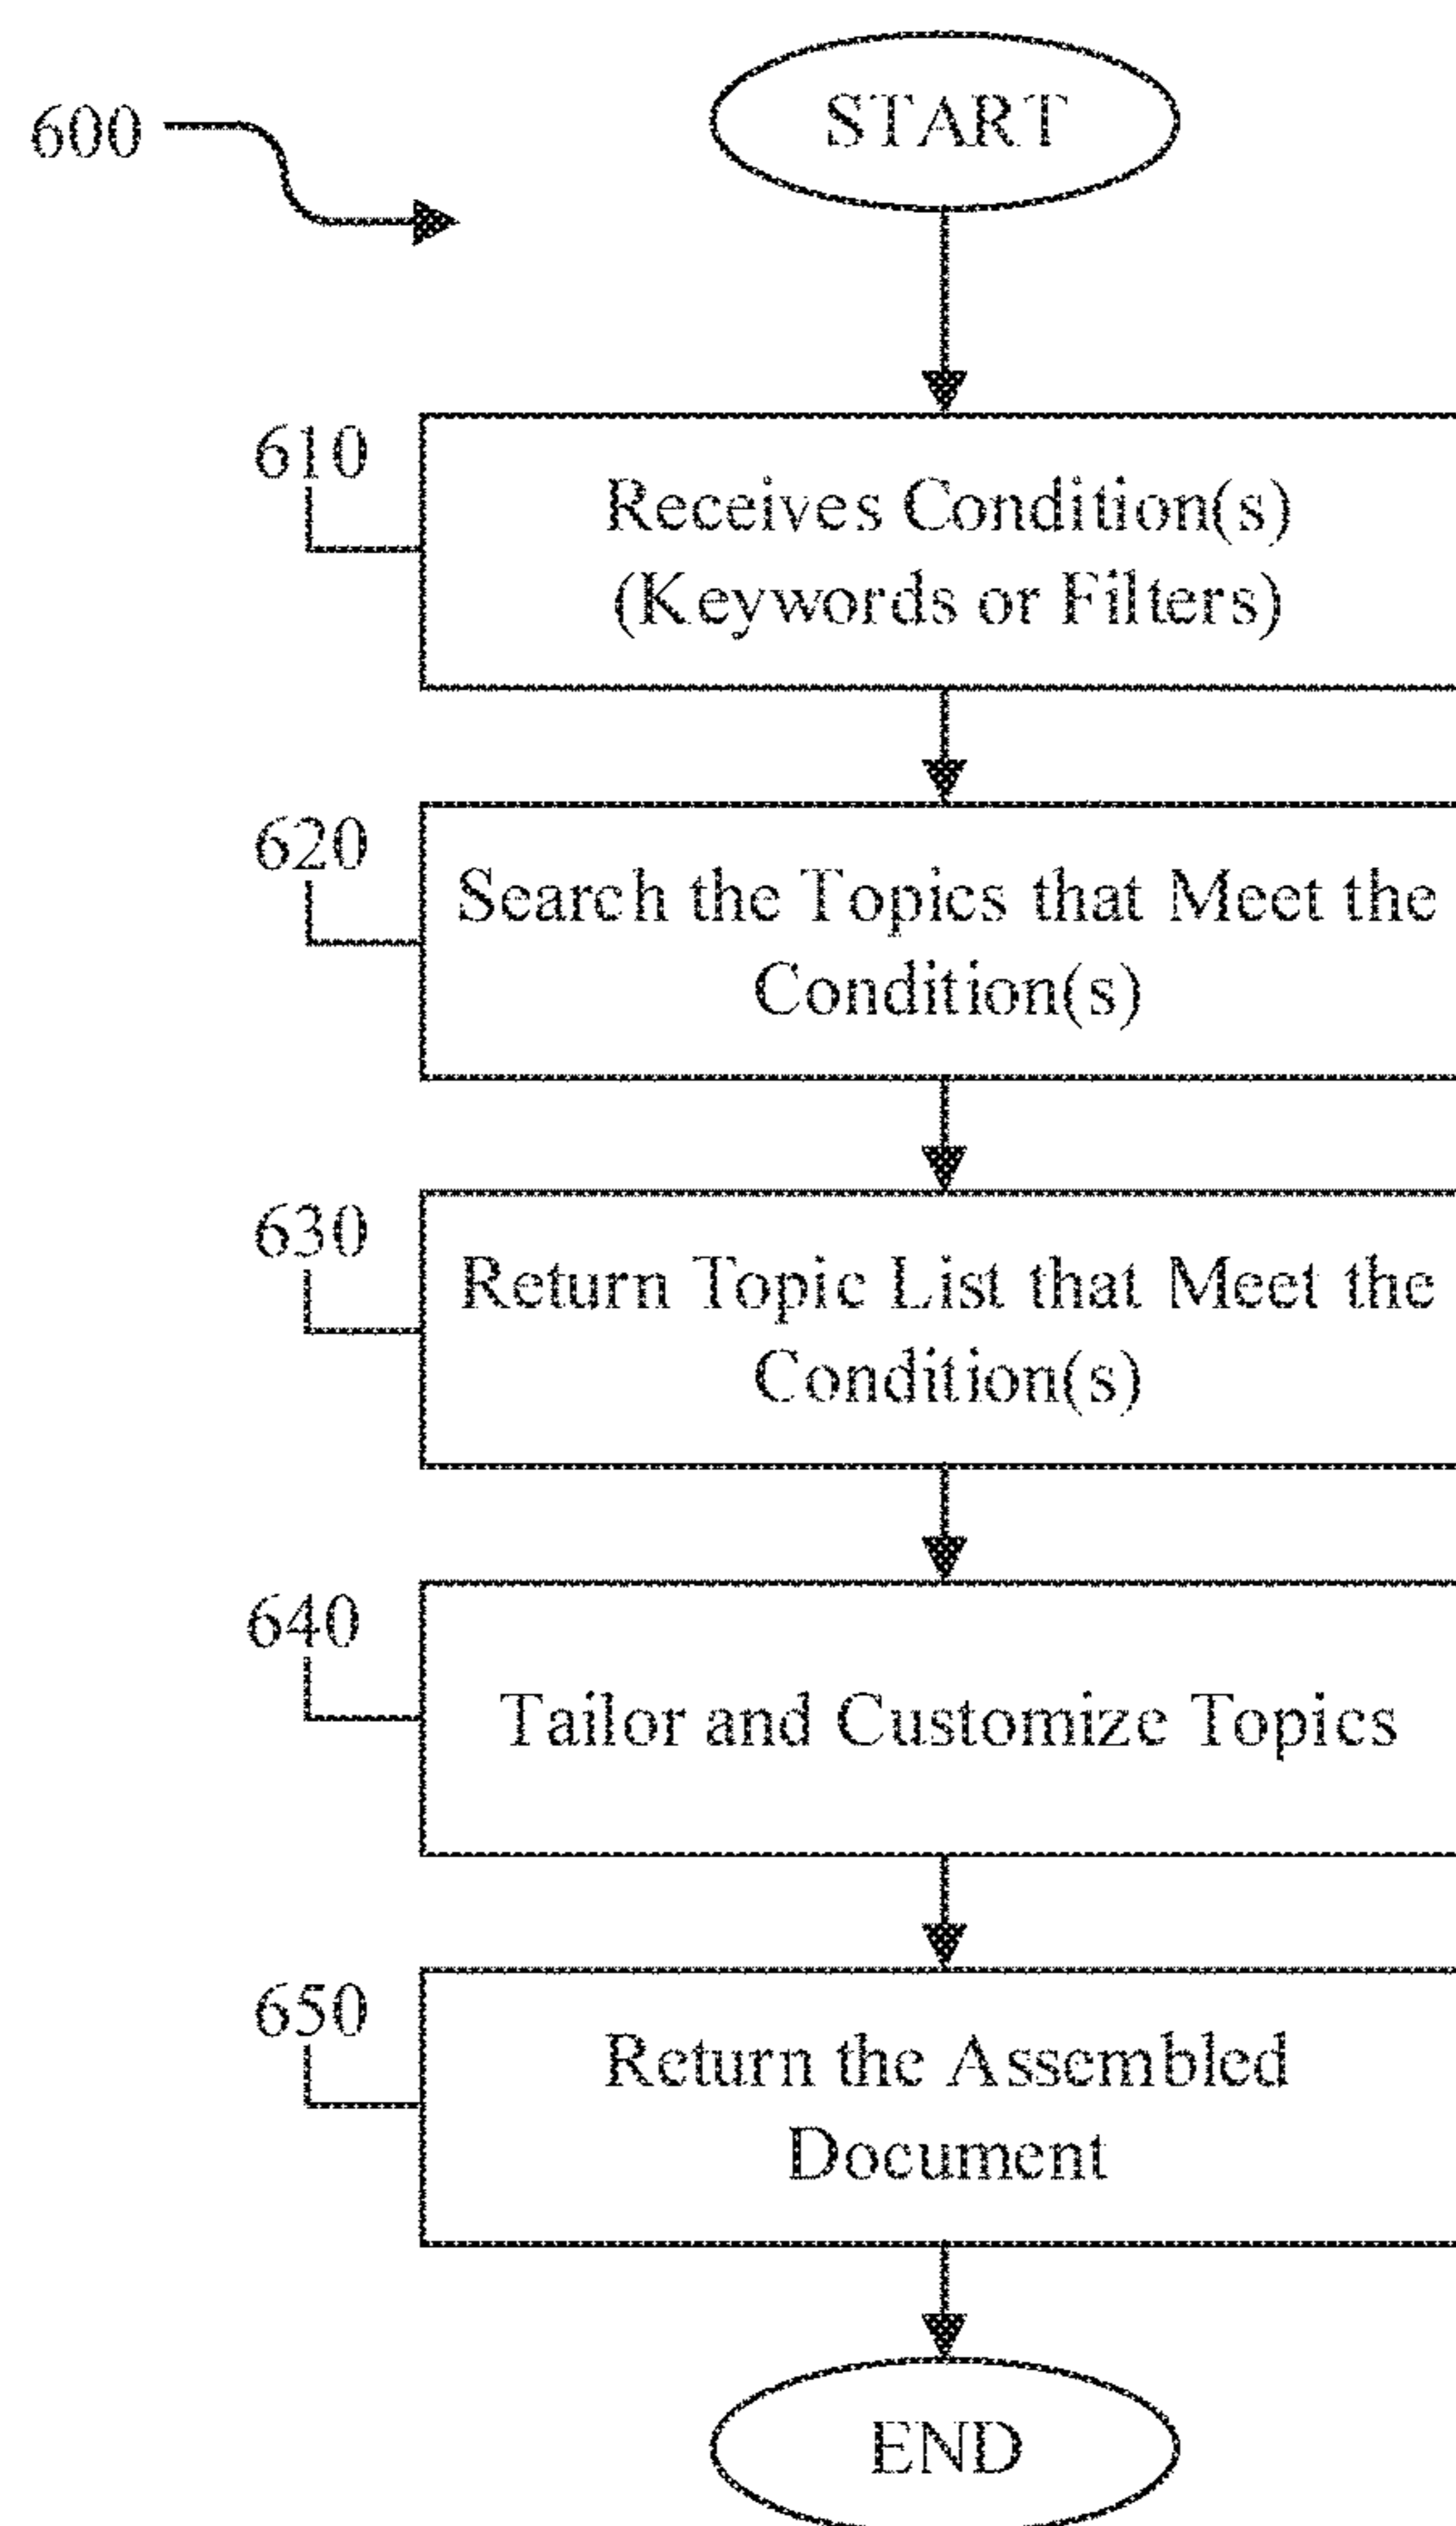 600
START
610
Receives Condition(s)
(Keywords or Filters)
620
Search the Topics that Meet the
Condition(s)
630
Return Topic List that Meet the
Condition(s)
640
Tailor and Customize Topics
650
Return the Assembled
Document
END